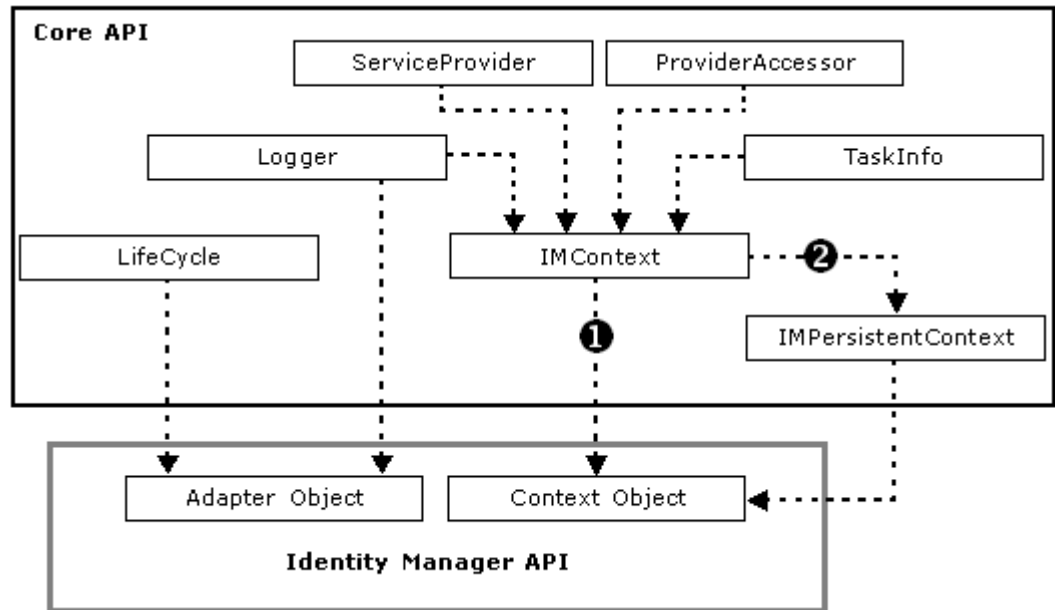 Core API
ServiceProvider
ProviderAccessor
Logger
TaskInfo
LifeCycle
IMContext
2
1
IMPersistentContext
Adapter Object
Context Object
Identity Manager API